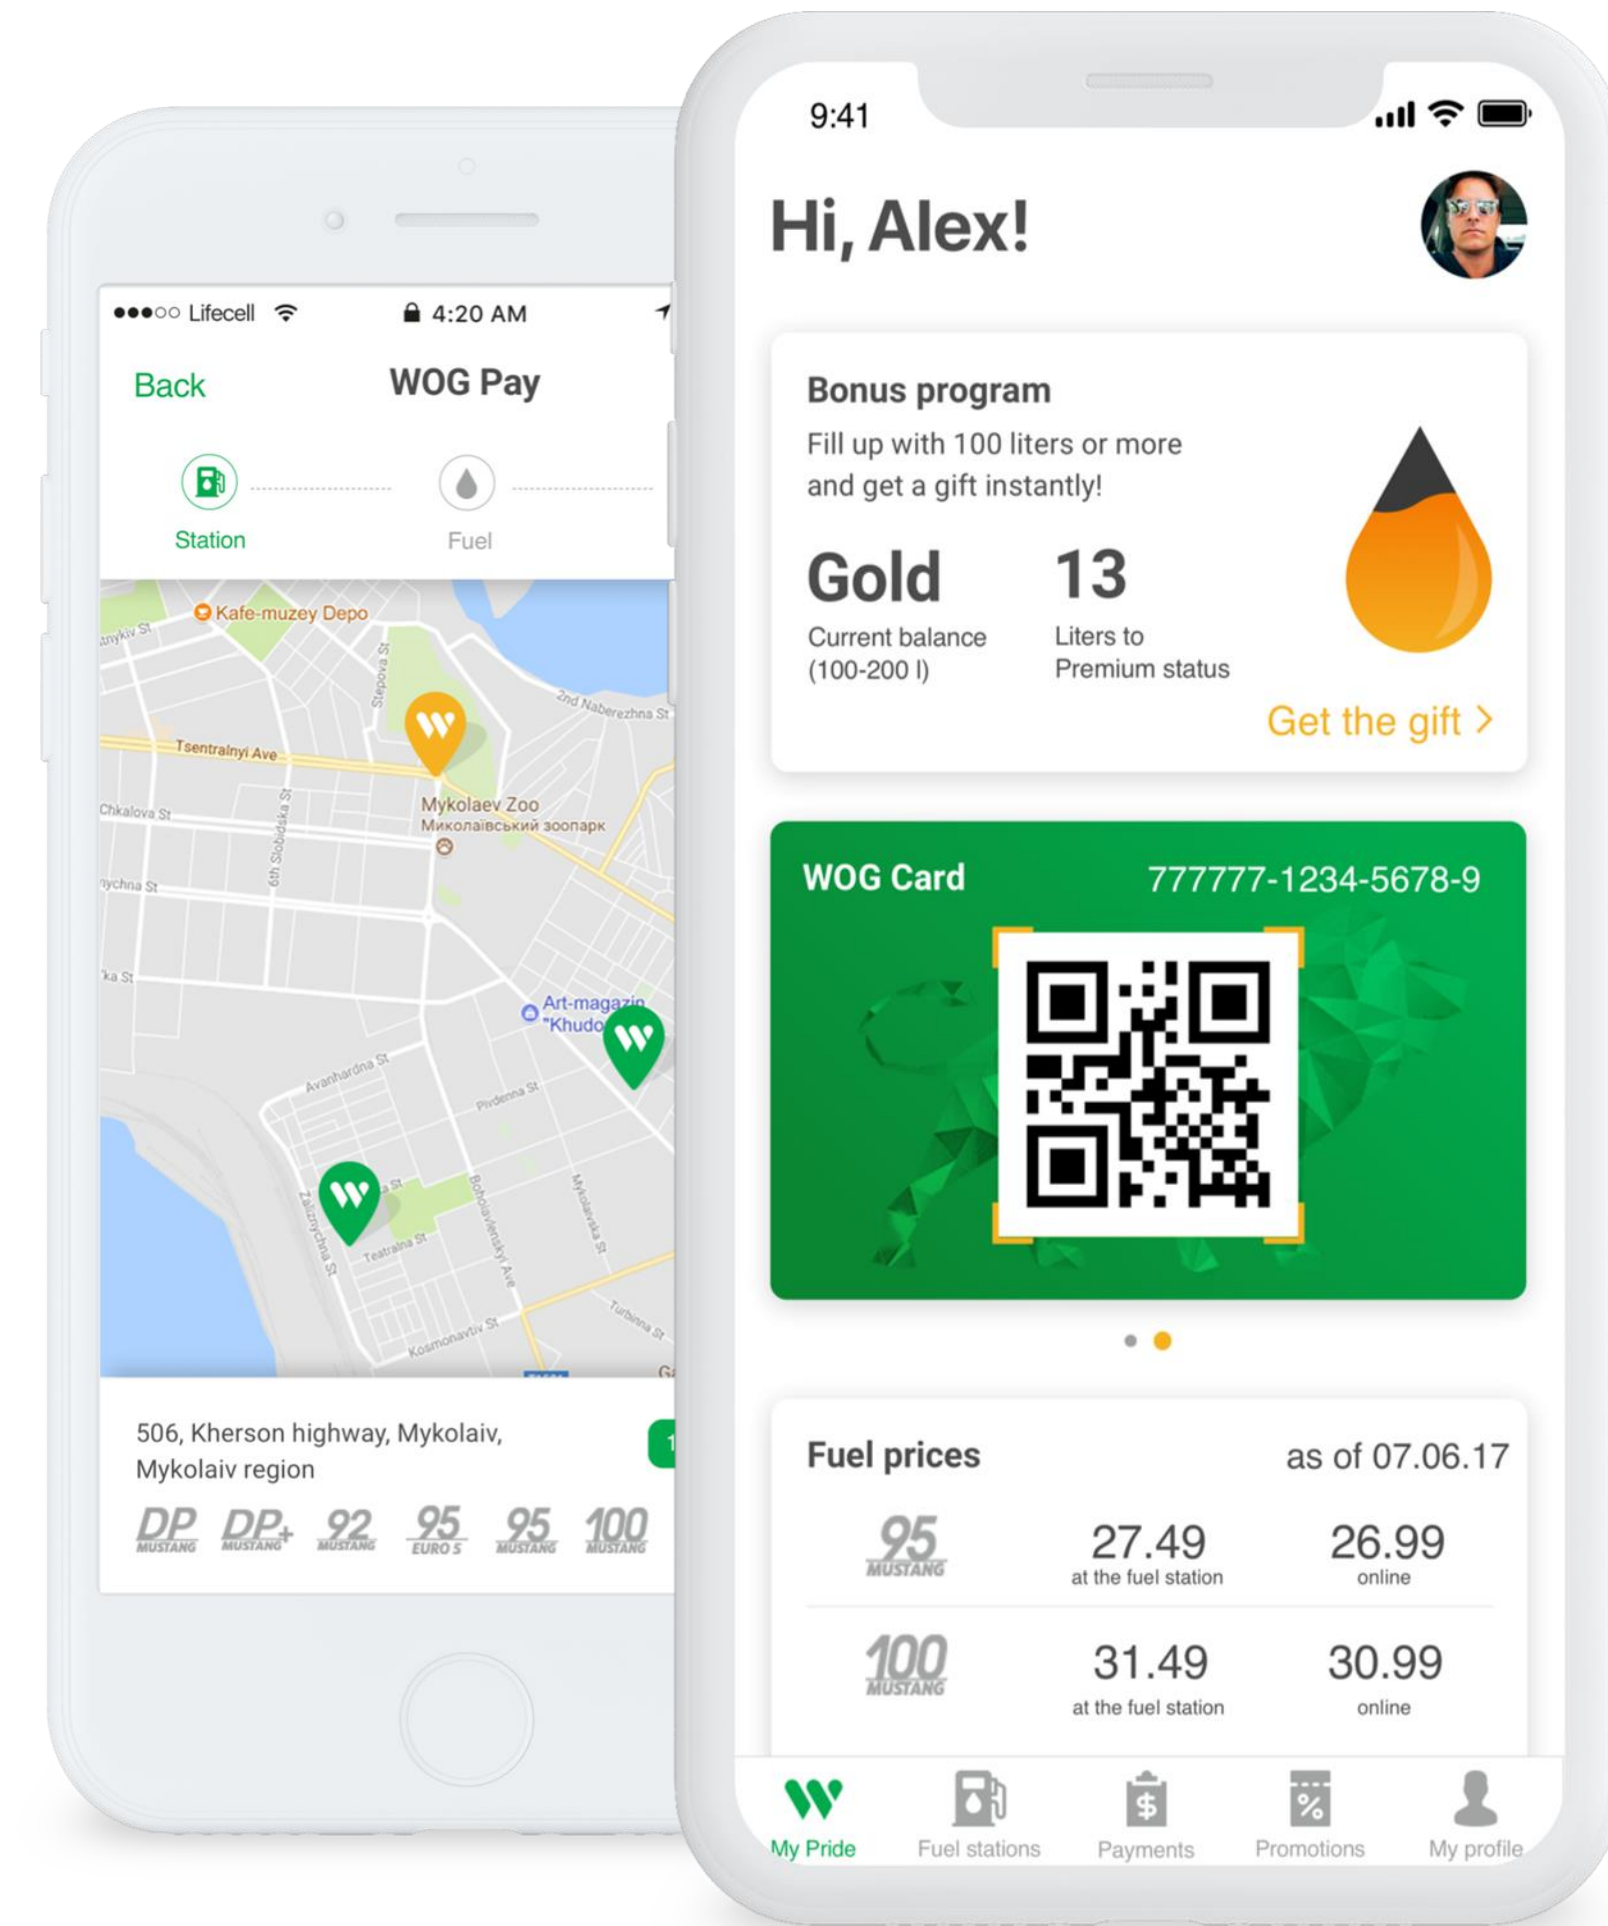 Lifecell
4:20 AM
Back
WOG Pay
Station
Fuel
Kafe-muzey Depo
Stepova St
2nd Naberezhna St
Tsentralnyi Ave
Mykolaev Zoo
Миколаївський зоопарк
Chkalova St
6th Slobidska St
St
St
Art-magazin
"Khudo
Avanhardna St
Pivdenna St
Zaliznychna St
St
Teatralna St
Bohoiavlenskyi Ave
Mykolaivska St
Turbinna St
Kosmonavtiv St
506, Kherson highway, Mykolaiv,
Mykolaiv region
DP MUSTANG
DP+ MUSTANG
92 MUSTANG
95 EURO 5
95 MUSTANG
100 MUSTANG
9:41
Hi, Alex!
Bonus program
Fill up with 100 liters or more
and get a gift instantly!
Gold
13
Current balance
(100-200 l)
Liters to
Premium status
Get the gift >
WOG Card
777777-1234-5678-9
Fuel prices
as of 07.06.17
95 MUSTANG
27.49
at the fuel station
26.99
online
100 MUSTANG
31.49
at the fuel station
30.99
online
My Pride
Fuel stations
Payments
Promotions
My profile